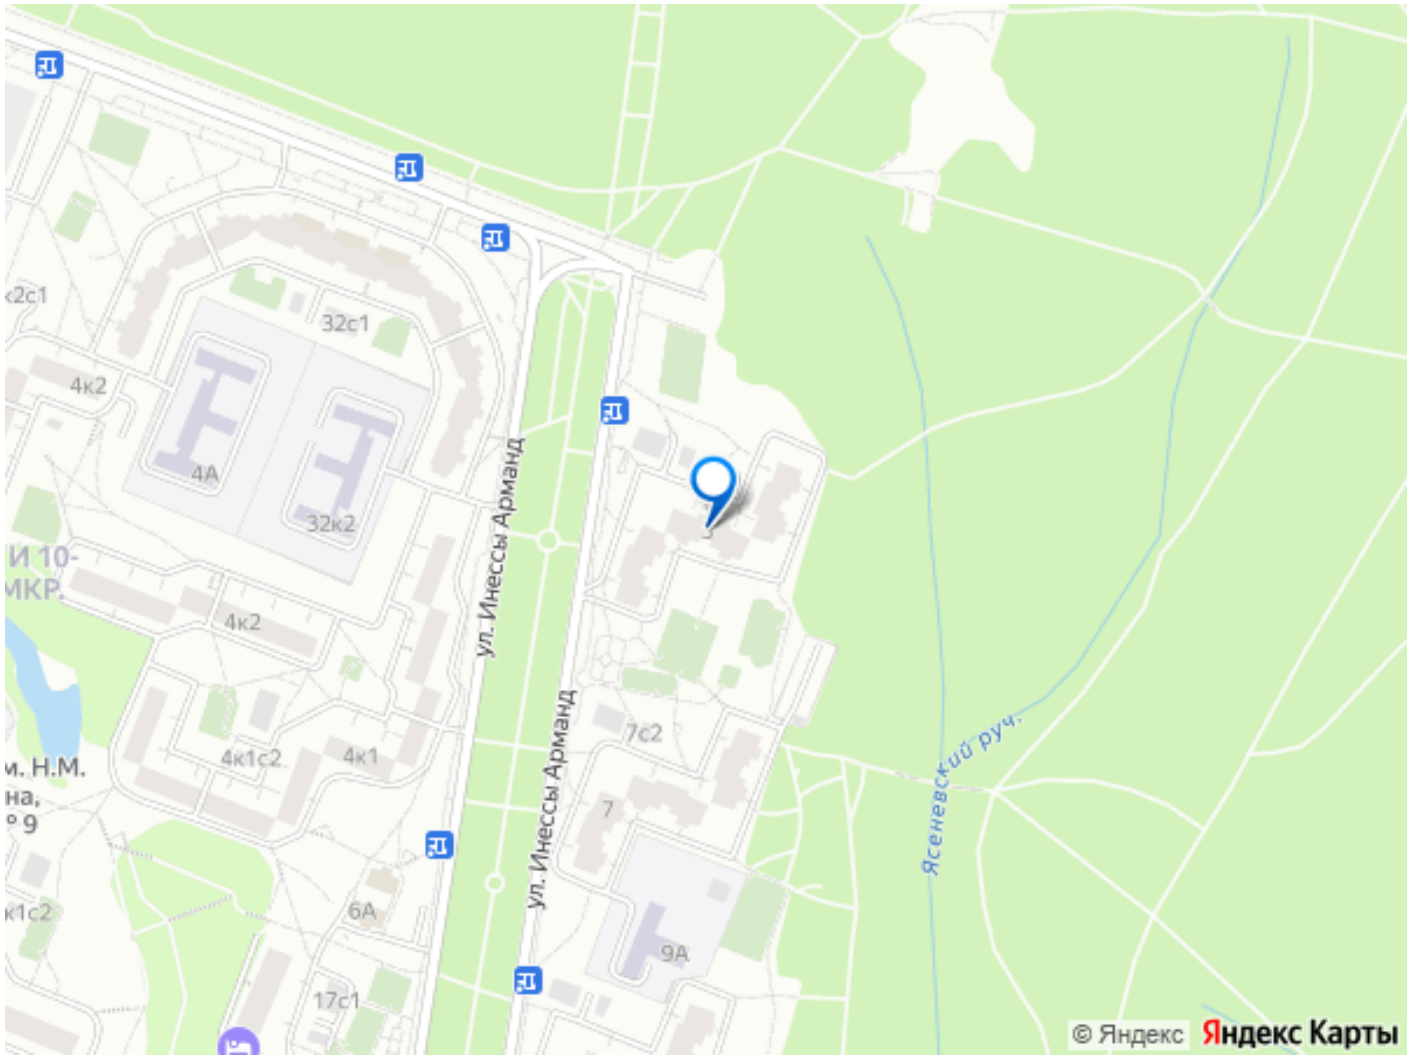 к2с1
32с1
4к2
4А
32к2
3
ул. Инессы Арманд
И 10-
МКР.
4к2
ул. Инессы Арманд
7с2
4к1с2
4к1
м. Н.М.
на,
º 9
7
Ясеневский руч.
к1с2
6А
9А
17с1
© Яндекс
Яндекс Карты